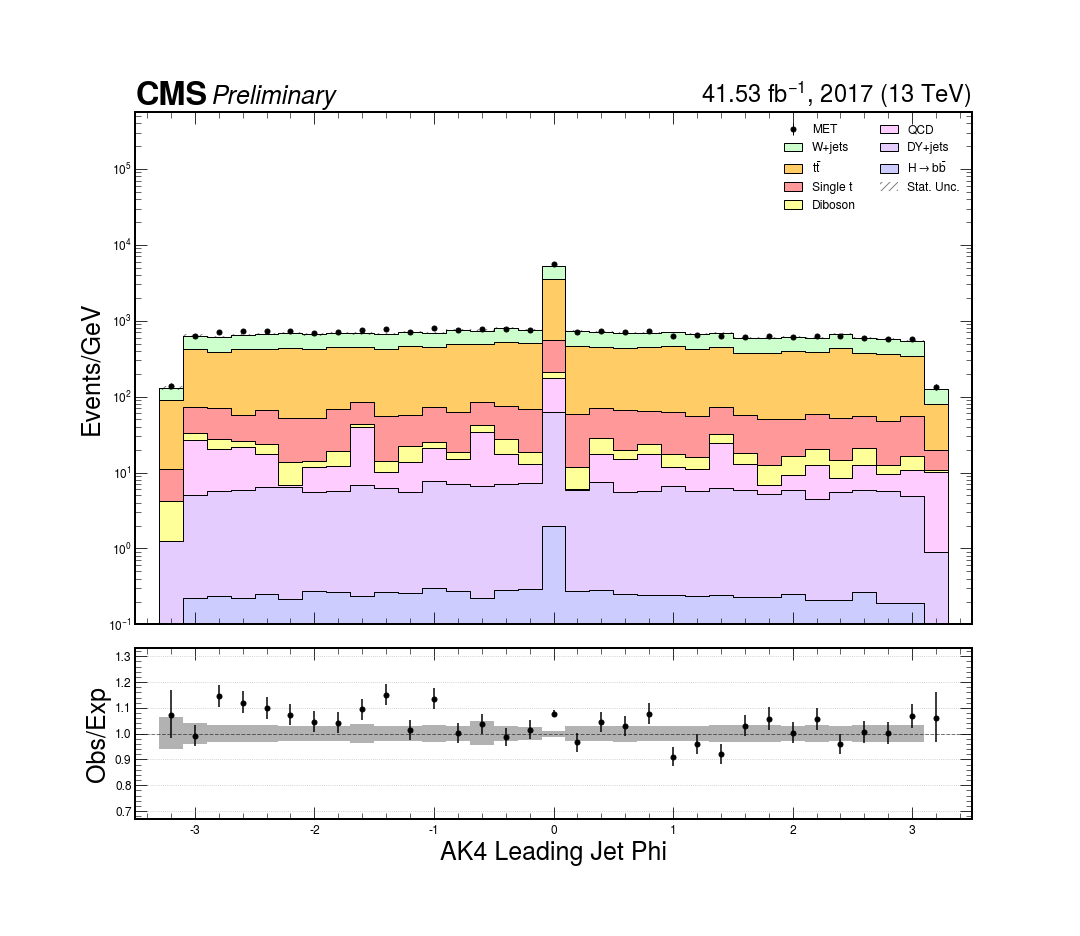 CMS Preliminary
41.53 fb⁻¹, 2017 (13 TeV)
MET
QCD
W+jets
DY+jets
tt̄
H→bb̄
Single t
Stat. Unc.
Diboson
Events/GeV
10⁵
10⁴
10³
10²
10¹
10⁰
10⁻¹
Obs/Exp
1.3
1.2
1.1
1.0
0.9
0.8
0.7
-3 -2 -1 0 1 2 3
AK4 Leading Jet Phi